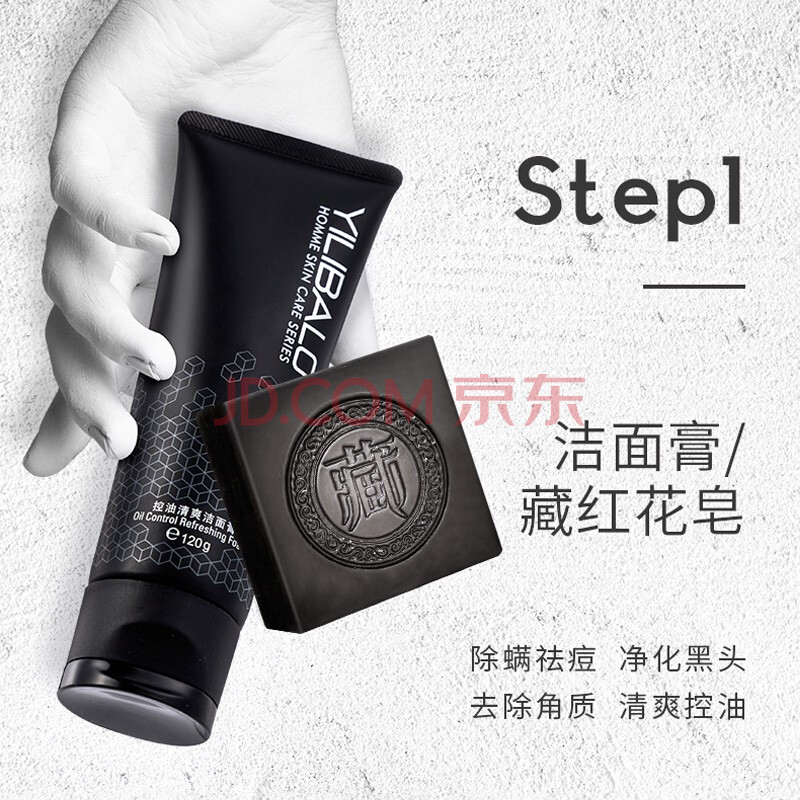 Step1
YILIBALO
HOMME SKIN CARE SERIES
JD.COM 京东
藏
洁面膏/
藏红花皂
控油清爽洁面膏
Oil Control Refreshing
℮120g
除螨祛痘 净化黑头
去除角质 清爽控油